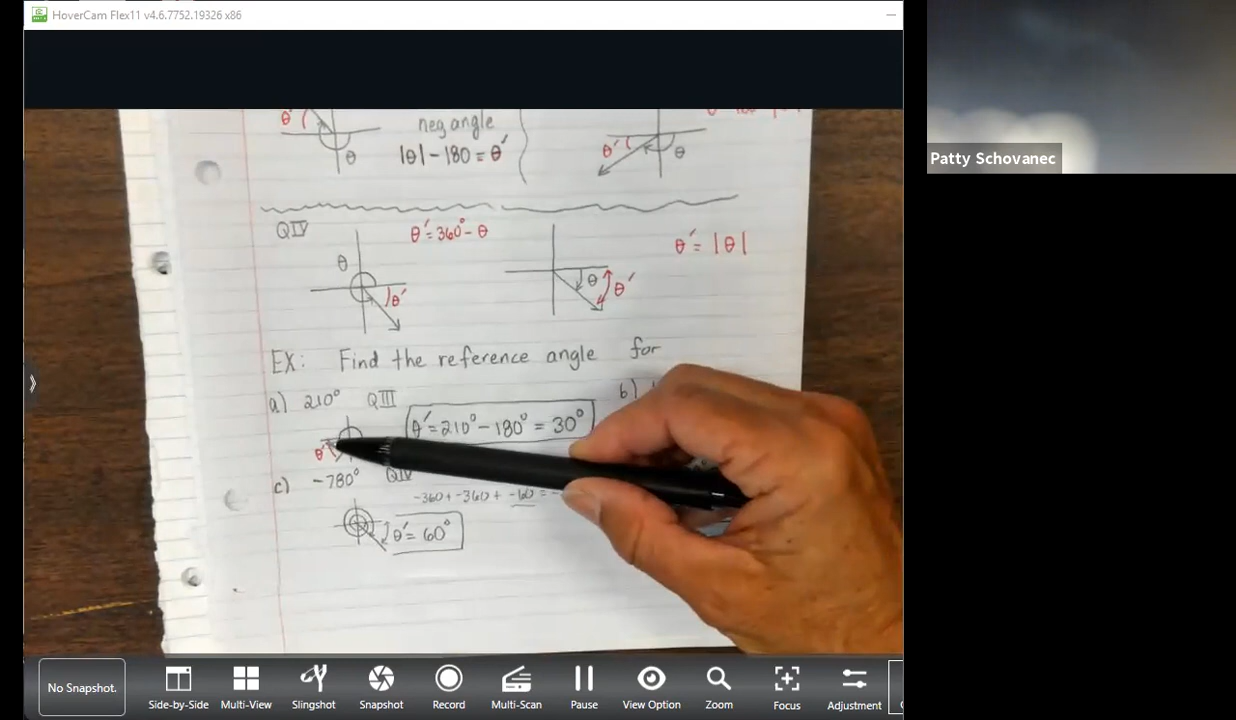 HoverCam Flex11 v4.6.7752.19326 x86
Patty Schovanec
θ' neg angle
θ |θ| - 180 = θ' θ' θ
QIV θ' = 360° - θ θ' = |θ|
θ θ' θ θ'
EX: Find the reference angle for
a) 210° QIII b)
θ' = 210° - 180° = 30°
θ'
c) -780° QIV
-360 + -360 + -60 =
θ' = 60°
No Snapshot.
Side-by-Side Multi-View Slingshot Snapshot Record Multi-Scan Pause View Option Zoom Focus Adjustment